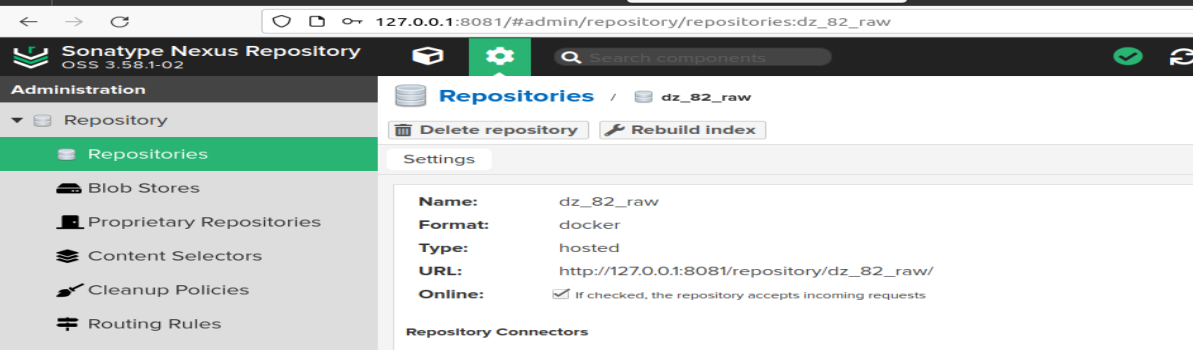 127.0.0.1:8081/#admin/repository/repositories:dz_82_raw
Sonatype Nexus Repository
OSS 3.58.1-02
Search components
Administration
Repository
Repositories
Blob Stores
Proprietary Repositories
Content Selectors
Cleanup Policies
Routing Rules
Repositories / dz_82_raw
Delete repository Rebuild index
Settings
Name: dz_82_raw
Format: docker
Type: hosted
URL: http://127.0.0.1:8081/repository/dz_82_raw/
Online: If checked, the repository accepts incoming requests
Repository Connectors